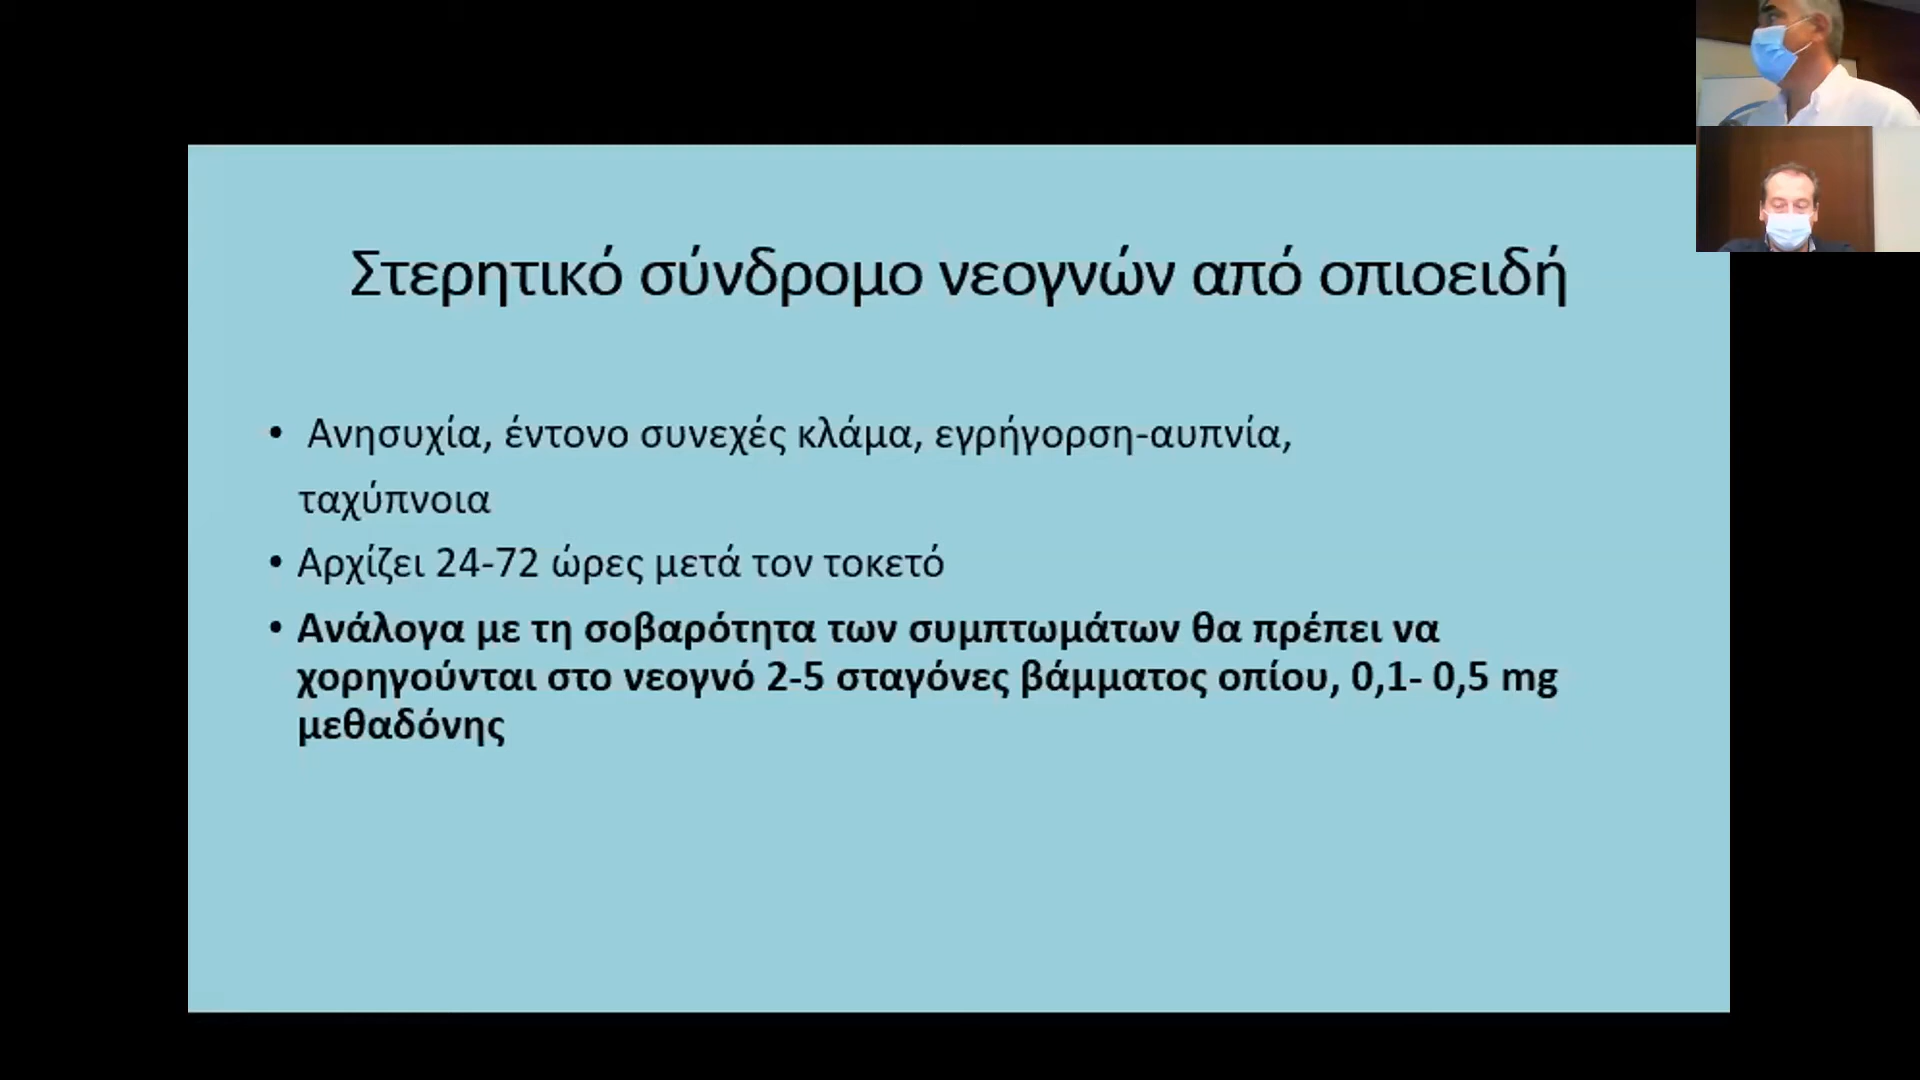 Στερητικό σύνδρομο νεογνών από οπιοειδή
• Ανησυχία, έντονο συνεχές κλάμα, εγρήγορση-αυπνία,
ταχύπνοια
• Αρχίζει 24-72 ώρες μετά τον τοκετό
• Ανάλογα με τη σοβαρότητα των συμπτωμάτων θα πρέπει να
χορηγούνται στο νεογνό 2-5 σταγόνες βάμματος οπίου, 0,1- 0,5 mg
μεθαδόνης